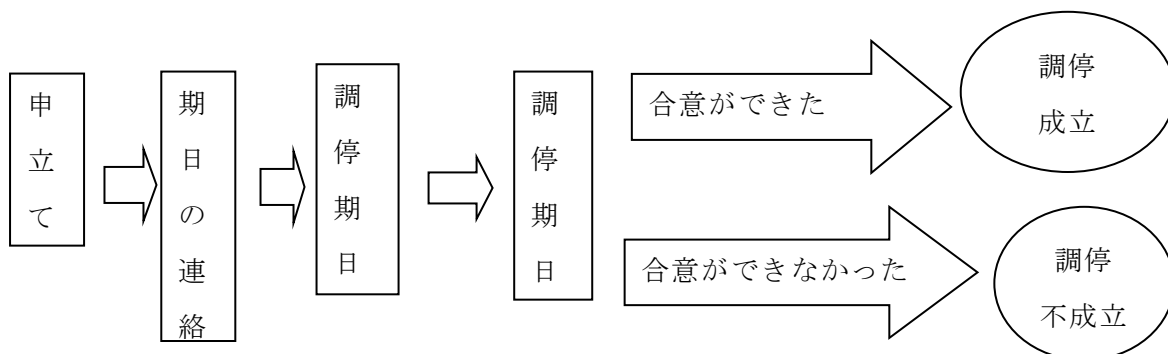 申立て
期日の連絡
調停期日
調停期日
合意ができた
調停
成立
合意ができなかった
調停
不成立